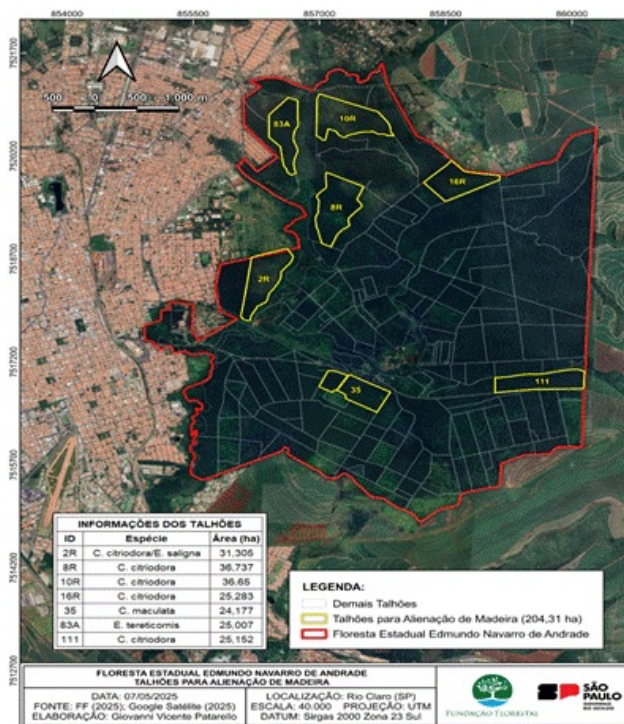 854000 855500 857000 858500 860000
7521700
7520200
7518700
7517200
7515700
7514200
7512700
500 0 500 1.000 m
83A
10R
16R
8R
2R
35
111
INFORMAÇÕES DOS TALHÕES
ID Espécie Área (ha)
2R C. citriodora/E. saligna 31,305
8R C. citriodora 36,737
10R C. citriodora 36.65
16R C. citriodora 25,283
35 C. maculata 24,177
83A E. tereticornis 25,007
111 C. citriodora 25,152
LEGENDA:
Demais Talhões
Talhões para Alienação de Madeira (204,31 ha)
Floresta Estadual Edmundo Navarro de Andrade
FLORESTA ESTADUAL EDMUNDO NAVARRO DE ANDRADE
TALHÕES PARA ALIENAÇÃO DE MADEIRA
DATA: 07/05/2025
FONTE: FF (2025); Google Satélite (2025)
ELABORAÇÃO: Giovanni Vicente Patarello
LOCALIZAÇÃO: Rio Claro (SP)
ESCALA: 40.000 PROJEÇÃO: UTM
DATUM: Sirgas 2000 Zona 23 Sul
FUNDAÇÃO FLORESTAL
SP
SÃO PAULO
GOVERNO DO ESTADO